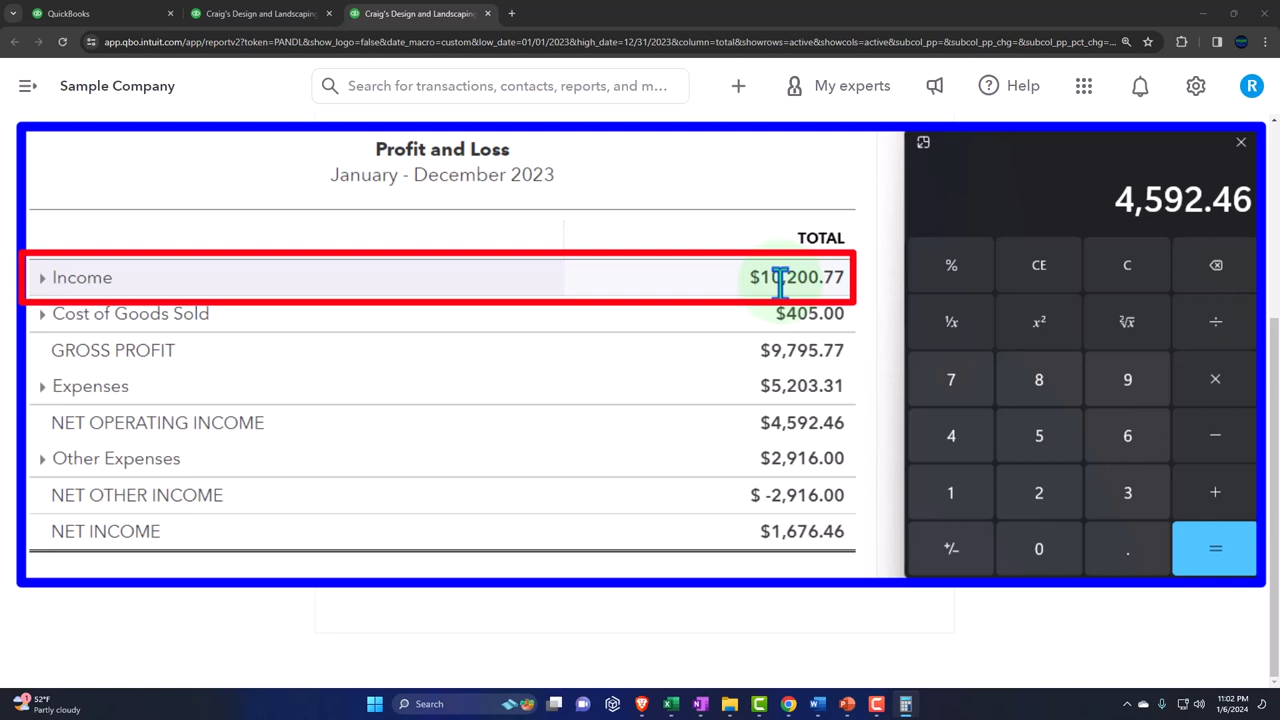 QuickBooks
Craig's Design and Landscaping
Craig's Design and Landscaping
app.qbo.intuit.com/app/reportv2?token=PANDL&show_logo=false&date_macro=custom&low_date=01/01/2023&high_date=12/31/2023&column=total&showrows=active&showcols=active&subcol_pp=&subcol_pp_chg=&subcol_pp_pct_chg=...
Sample Company
Search for transactions, contacts, reports, and m...
My experts
Help
R
Profit and Loss
January - December 2023
TOTAL
Income $10,200.77
Cost of Goods Sold $405.00
GROSS PROFIT $9,795.77
Expenses $5,203.31
NET OPERATING INCOME $4,592.46
Other Expenses $2,916.00
NET OTHER INCOME $ -2,916.00
NET INCOME $1,676.46
4,592.46
% CE C
¹/x x² ²√x ÷
7 8 9 ×
4 5 6 −
1 2 3 +
+/− 0 . =
1
52°F
Partly cloudy
Search
11:02 PM
1/6/2024